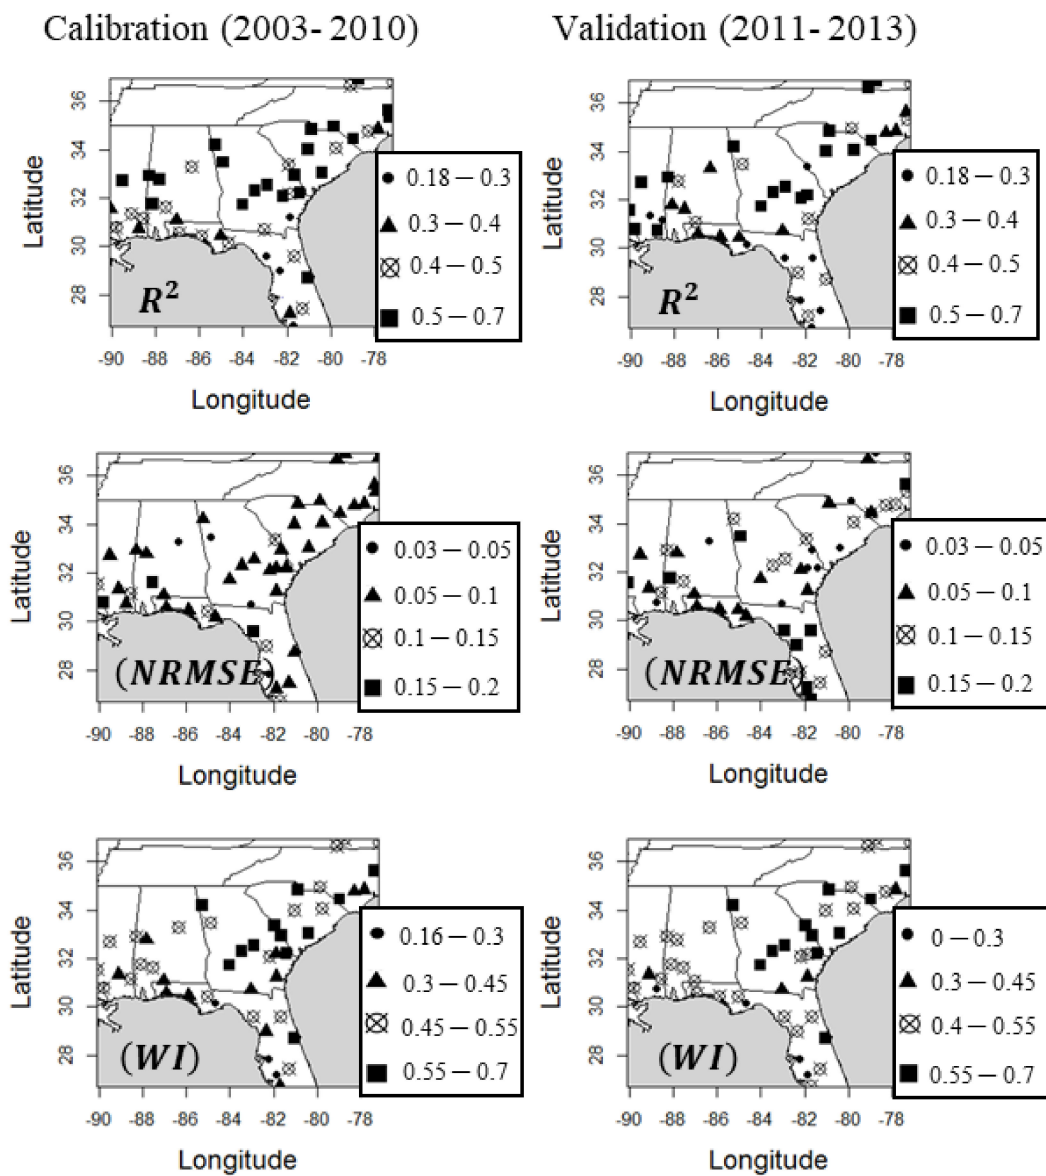 Calibration (2003- 2010)
Validation (2011- 2013)
Latitude
36
34
32
30
28
R²
0.18 – 0.3
0.3 – 0.4
0.4 – 0.5
0.5 – 0.7
-90 -88 -86 -84 -82 -80 -78
Longitude
Latitude
36
34
32
30
28
R²
0.18 – 0.3
0.3 – 0.4
0.4 – 0.5
0.5 – 0.7
-90 -88 -86 -84 -82 -80 -78
Longitude
Latitude
36
34
32
30
28
(NRMSE)
0.03 – 0.05
0.05 – 0.1
0.1 – 0.15
0.15 – 0.2
-90 -88 -86 -84 -82 -80 -78
Longitude
Latitude
36
34
32
30
28
(NRMSE)
0.03 – 0.05
0.05 – 0.1
0.1 – 0.15
0.15 – 0.2
-90 -88 -86 -84 -82 -80 -78
Longitude
Latitude
36
34
32
30
28
(WI)
0.16 – 0.3
0.3 – 0.45
0.45 – 0.55
0.55 – 0.7
-90 -88 -86 -84 -82 -80 -78
Longitude
Latitude
36
34
32
30
28
(WI)
0 – 0.3
0.3 – 0.45
0.4 – 0.55
0.55 – 0.7
-90 -88 -86 -84 -82 -80 -78
Longitude